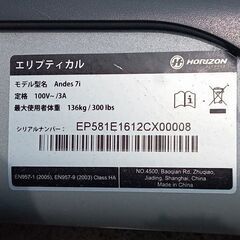 エリプティカル
HORIZON
モデル型名 Andes 7i
定格 100V~ /3A
最大使用者体重 136kg / 300 lbs
シリアルナンバー: EP581E1612CX00008
EN957-1 (2005), EN957-9 (2003) Class HA
NO.4500, Baoqian Rd, Zhuqiao,
Jiading, Shanghai, China
Made in China